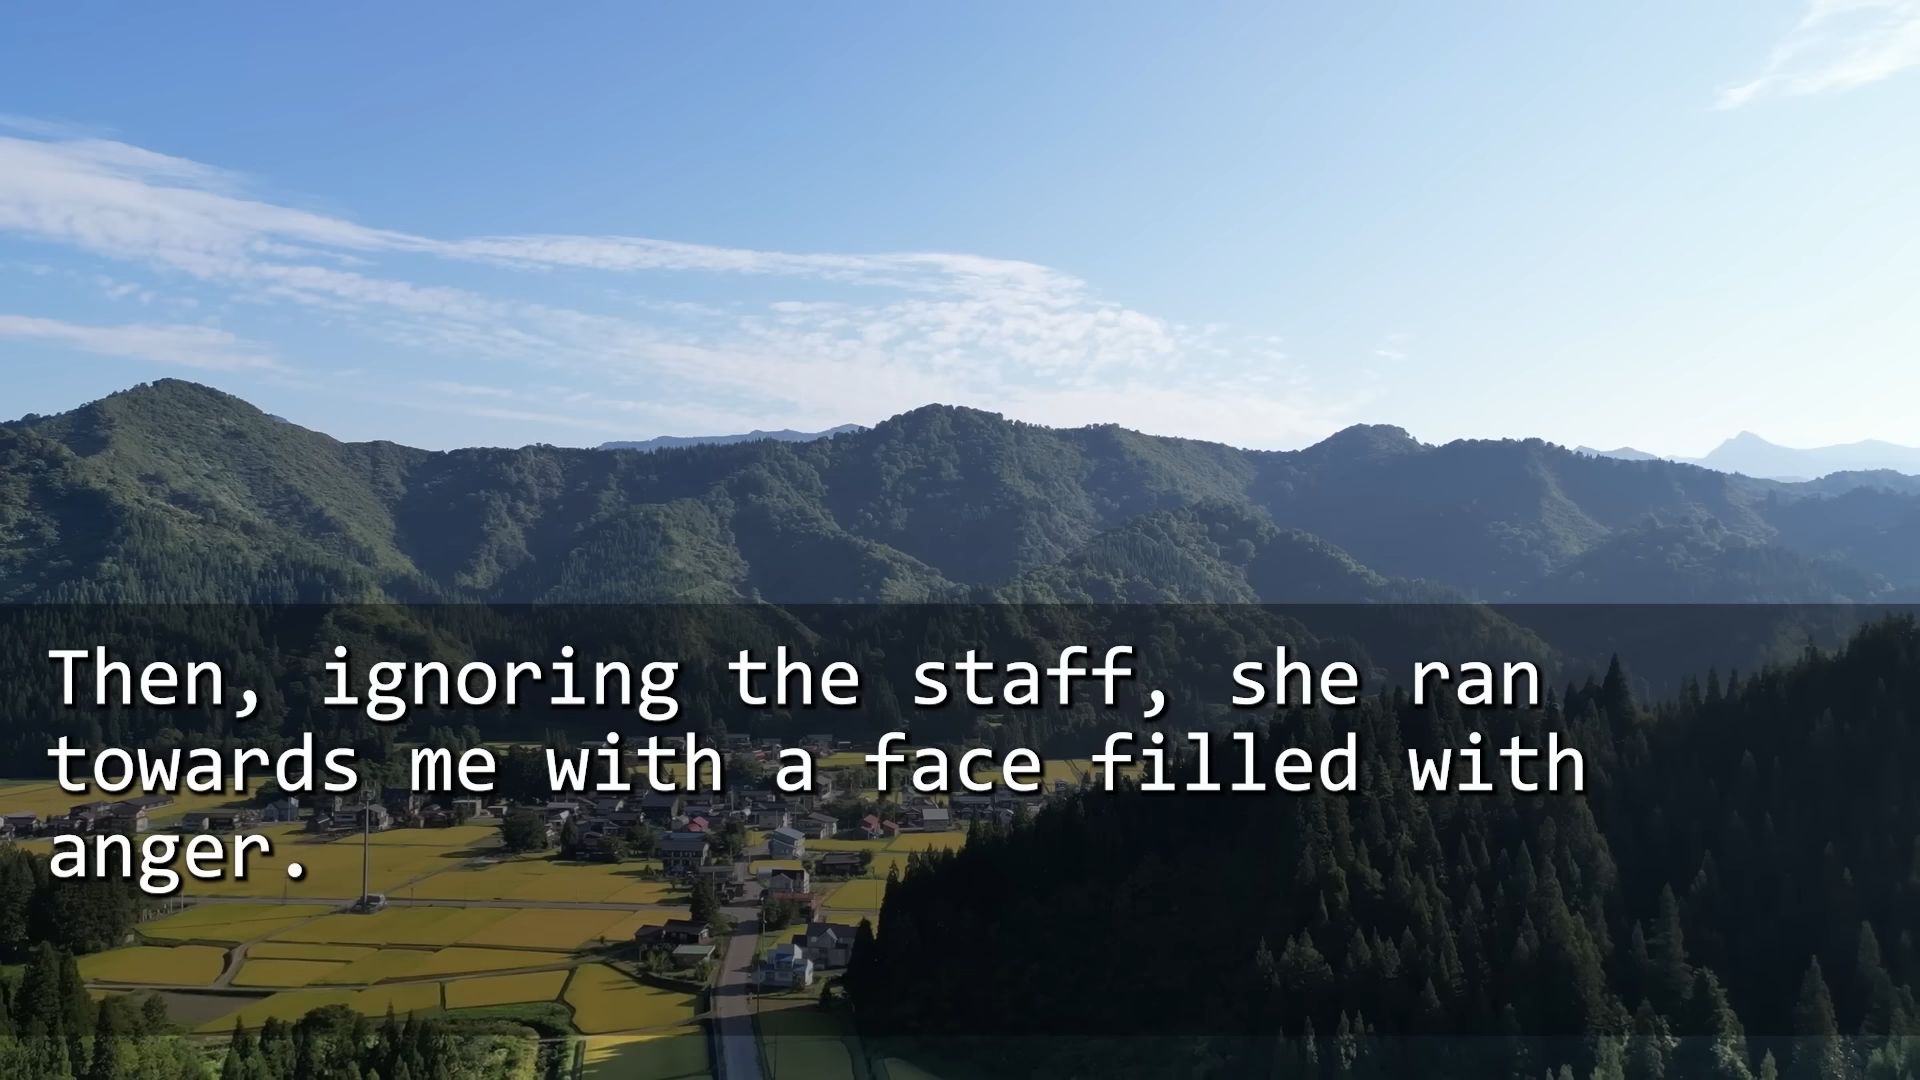 Then, ignoring the staff, she ran
towards me with a face filled with
anger.